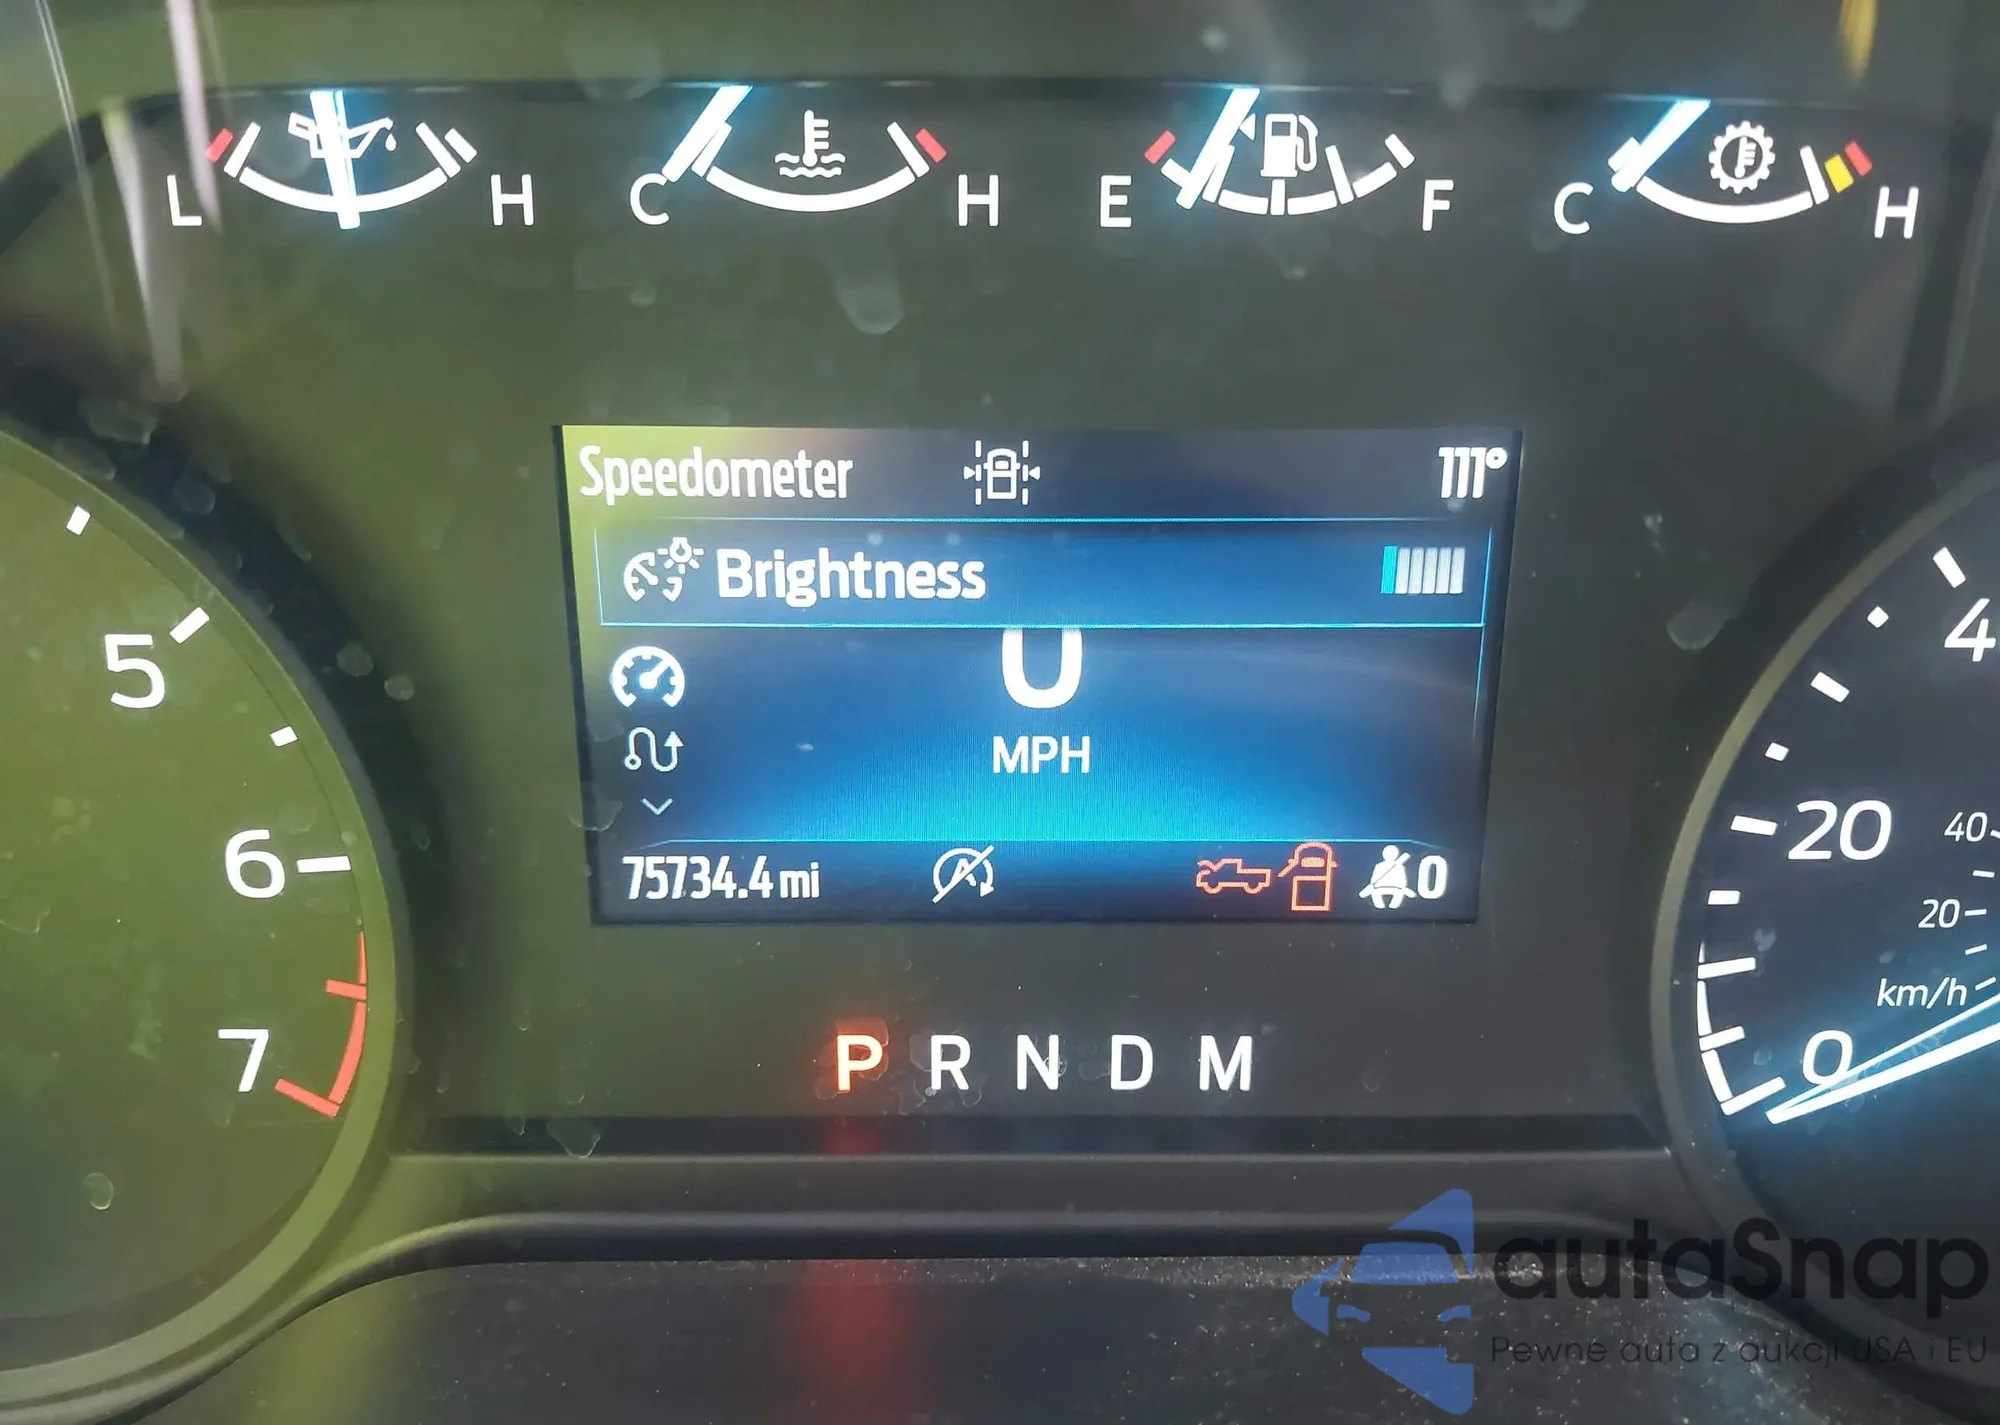 L H C H E F C H
Speedometer 111°
Brightness
0
MPH
75734.4 mi 0
P R N D M
5
6
7
4
20
40
20
km/h
0
autaSnap
Pewne auta z aukcji USA i EU